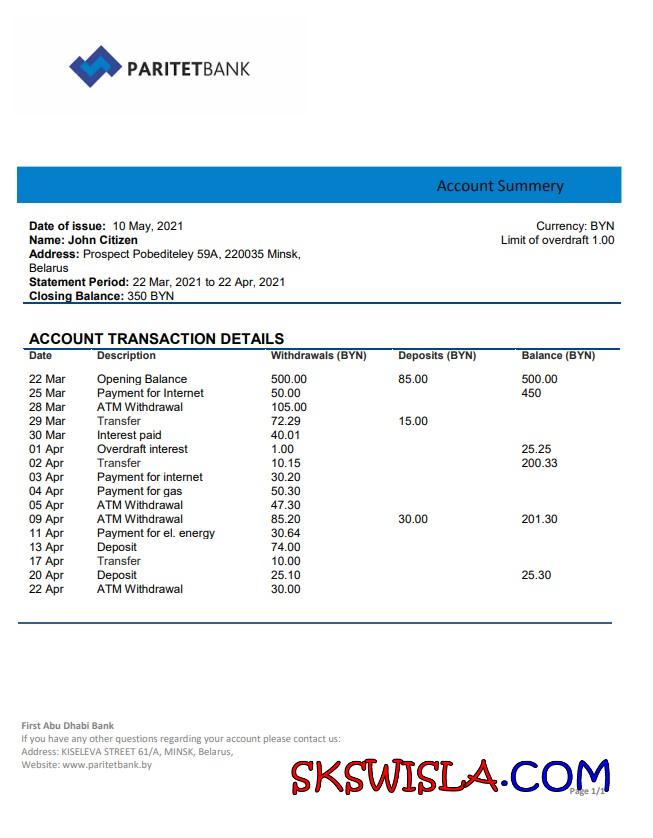 PARITETBANK
Account Summery
Date of issue: 10 May, 2021 Currency: BYN
Name: John Citizen Limit of overdraft 1.00
Address: Prospect Pobediteley 59A, 220035 Minsk,
Belarus
Statement Period: 22 Mar, 2021 to 22 Apr, 2021
Closing Balance: 350 BYN
ACCOUNT TRANSACTION DETAILS
Date Description Withdrawals (BYN) Deposits (BYN) Balance (BYN)
22 Mar Opening Balance 500.00 85.00 500.00
25 Mar Payment for Internet 50.00 450
28 Mar ATM Withdrawal 105.00
29 Mar Transfer 72.29 15.00
30 Mar Interest paid 40.01
01 Apr Overdraft interest 1.00 25.25
02 Apr Transfer 10.15 200.33
03 Apr Payment for internet 30.20
04 Apr Payment for gas 50.30
05 Apr ATM Withdrawal 47.30
09 Apr ATM Withdrawal 85.20 30.00 201.30
11 Apr Payment for el. energy 30.64
13 Apr Deposit 74.00
17 Apr Transfer 10.00
20 Apr Deposit 25.10 25.30
22 Apr ATM Withdrawal 30.00
First Abu Dhabi Bank
If you have any other questions regarding your account please contact us:
Address: KISELEVA STREET 61/A, MINSK, Belarus,
Website: www.paritetbank.by
SKSWISLA.COM
Page 1/1